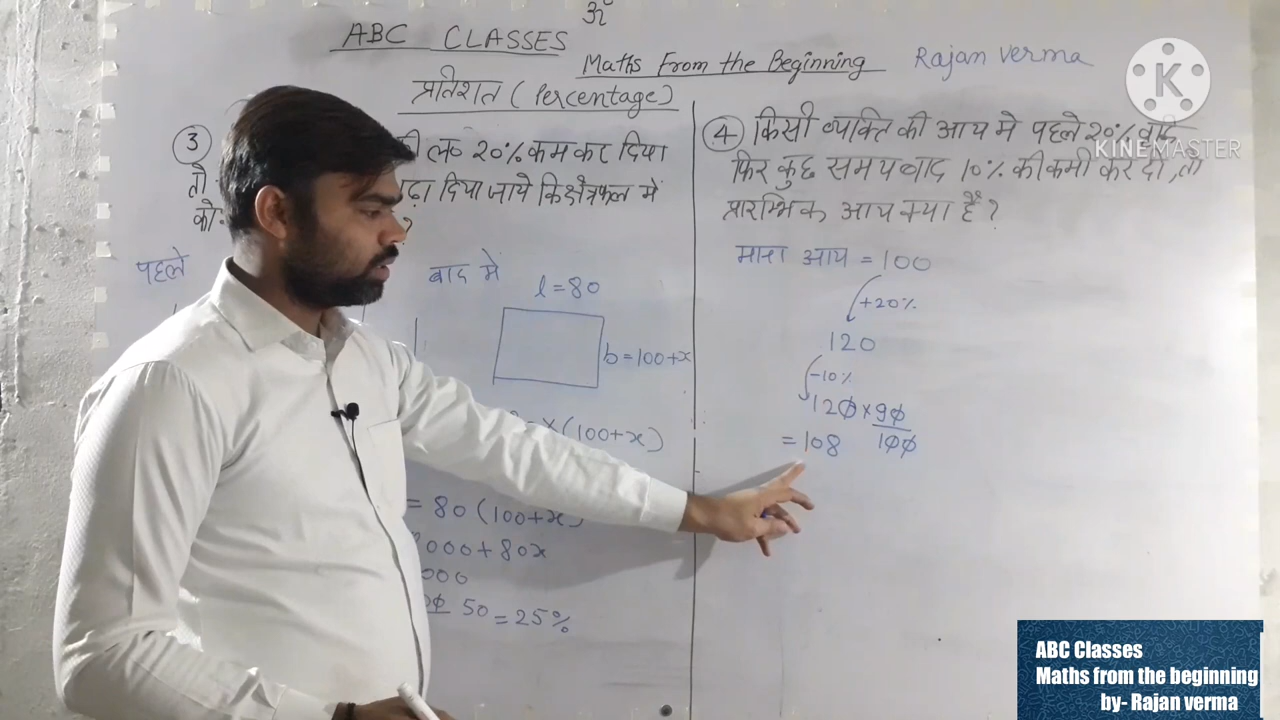 ॐ
ABC CLASSES
Maths From the Beginning
Rajan verma
प्रतिशत (Percentage)
K
KINEMASTER
3
ल० 20% कम कर दिया
तो
ढ़ा दिया जाये कि क्षेत्रफल में
को
?
पहले
बाद मे
l = 80
b = 100 + x
x (100 + x)
= 80 (100 + x)
000 + 80x
000
50 = 25%
4 किसी व्यक्ति की आय मे पहले 20%
फिर कुछ समय बाद 10% की कमी कर दी, तो
प्रारम्भिक आय क्या है?
माना आय = 100
+20%
120
-10%
120 x 90
100
= 108
ABC Classes
Maths from the beginning
by- Rajan verma